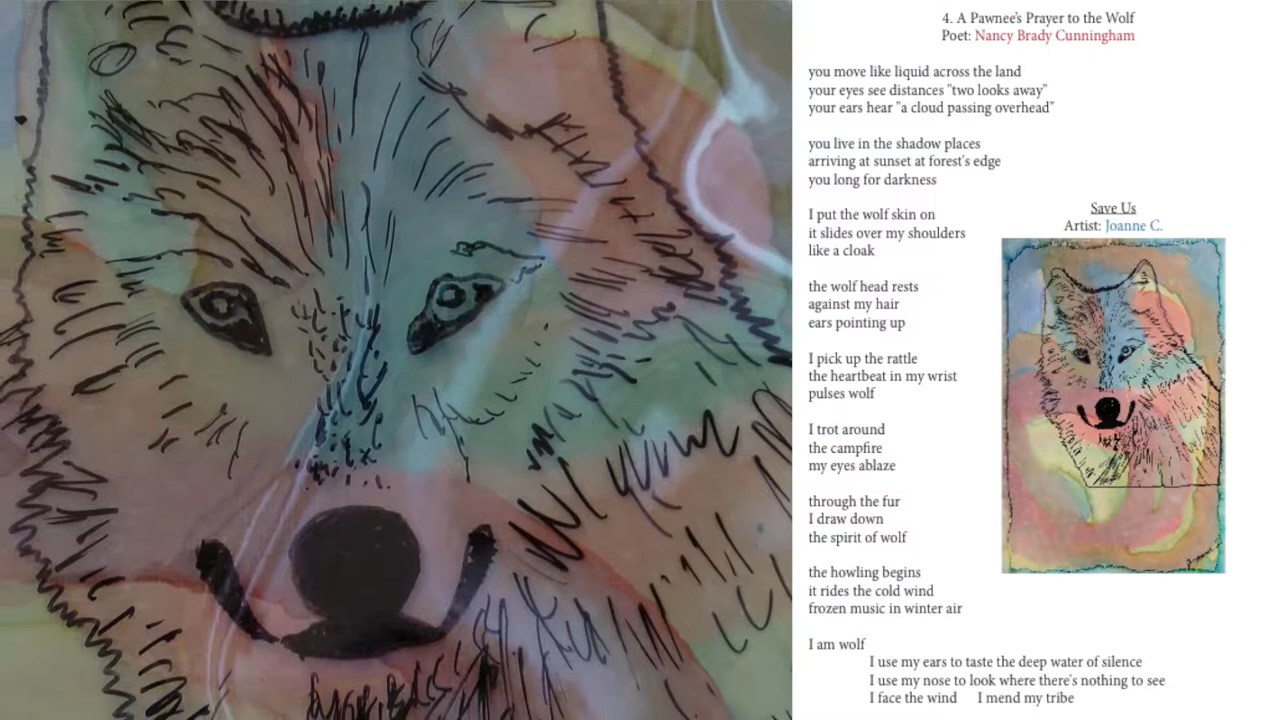 4. A Pawnee's Prayer to the Wolf
Poet: Nancy Brady Cunningham
you move like liquid across the land
your eyes see distances "two looks away"
your ears hear "a cloud passing overhead"
you live in the shadow places
arriving at sunset at forest's edge
you long for darkness
I put the wolf skin on
it slides over my shoulders
like a cloak
the wolf head rests
against my hair
ears pointing up
I pick up the rattle
the heartbeat in my wrist
pulses wolf
I trot around
the campfire
my eyes ablaze
through the fur
I draw down
the spirit of wolf
the howling begins
it rides the cold wind
frozen music in winter air
I am wolf
I use my ears to taste the deep water of silence
I use my nose to look where there's nothing to see
I face the wind I mend my tribe
Save Us
Artist: Joanne C.